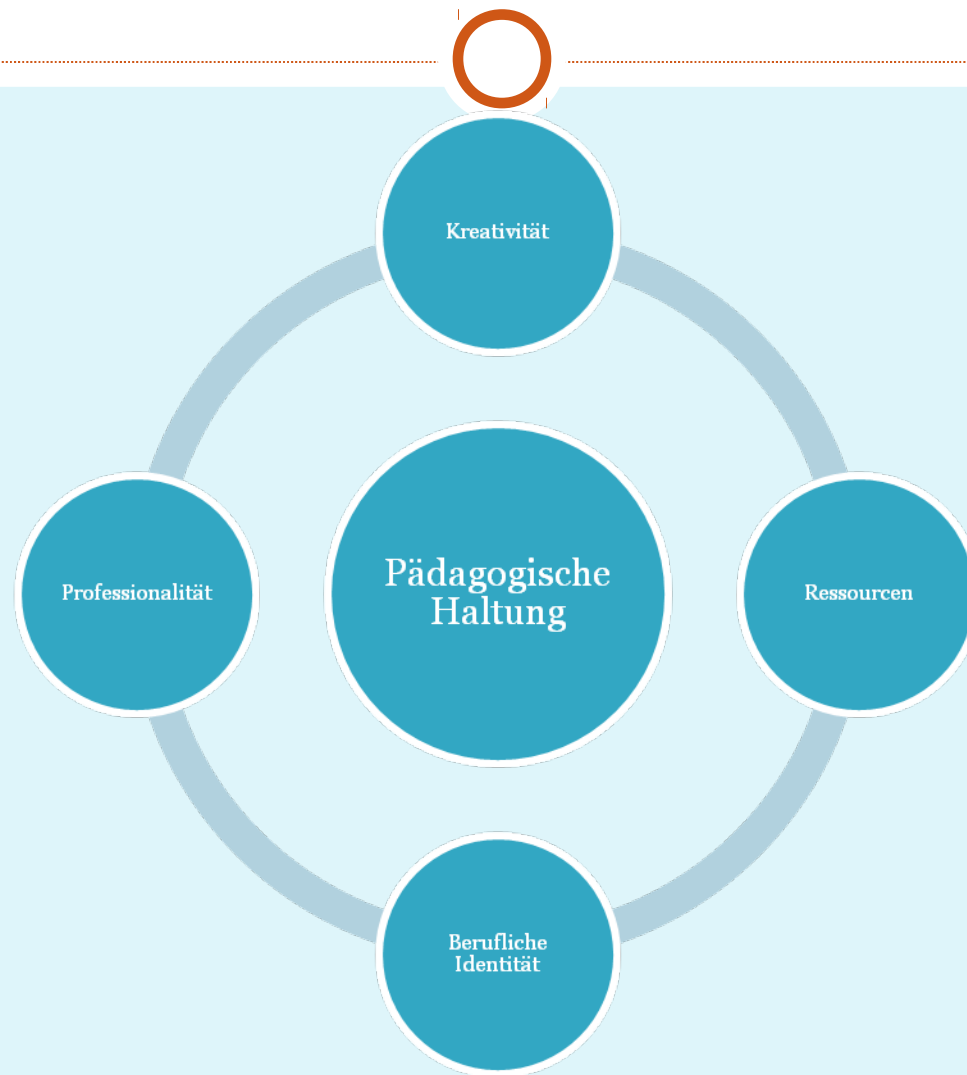 Kreativität
Professionalität
Pädagogische
Haltung
Ressourcen
Berufliche
Identität